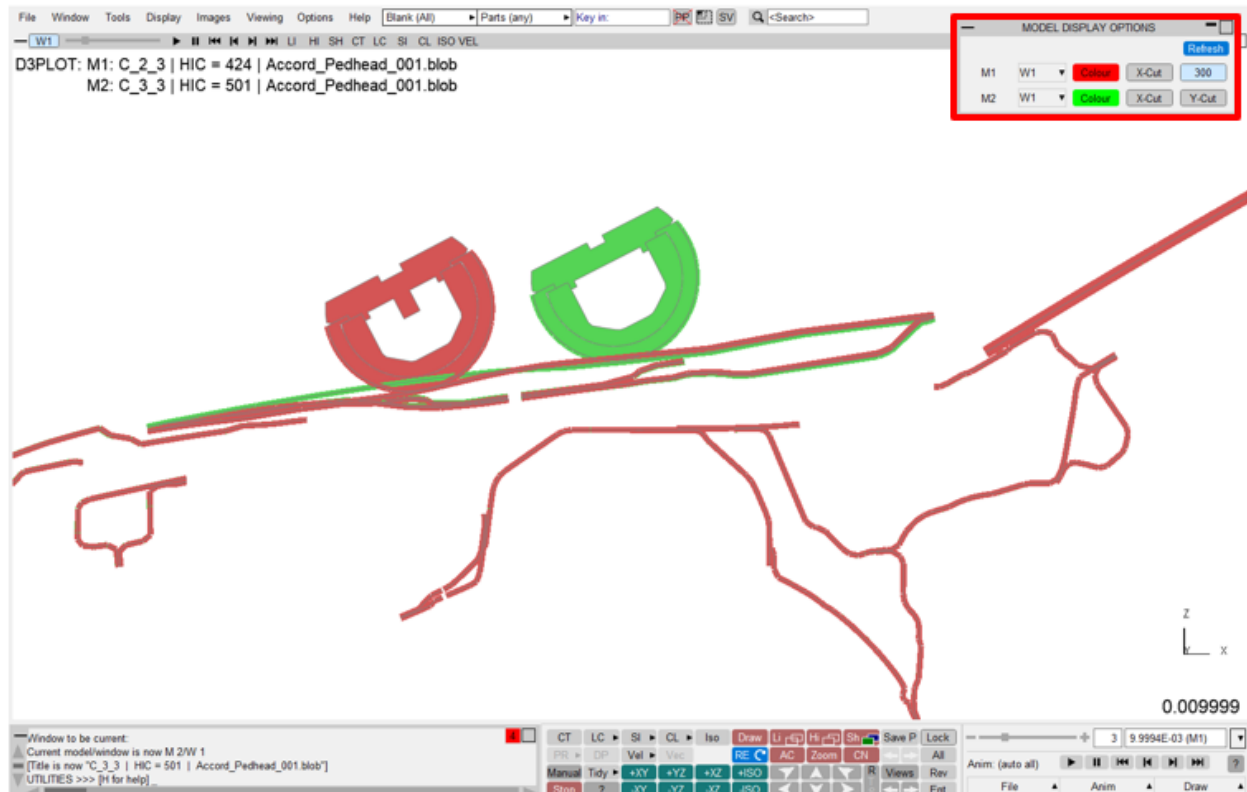 File Window Tools Display Images Viewing Options Help Blank (All) Parts (any) Key in: PP SV <Search>
W1 LI HI SH CT LC SI CL ISO VEL
MODEL DISPLAY OPTIONS
Refresh
M1 W1 Colour X-Cut 300
M2 W1 Colour X-Cut Y-Cut
D3PLOT: M1: C_2_3 | HIC = 424 | Accord_Pedhead_001.blob
M2: C_3_3 | HIC = 501 | Accord_Pedhead_001.blob
Z
Y X
0.009999
Window to be current:
Current model/window is now M 2/W 1
[Title is now "C_3_3 | HIC = 501 | Accord_Pedhead_001.blob"]
UTILITIES >>> [H for help]_
CT LC SI CL Iso Draw Li Hi Sh Save P Lock
PR DP Vel Vec RE AC Zoom CN All
Manual Tidy +XY +YZ +XZ +ISO R Views Rev
Stop ? -XY -YZ -XZ -ISO Ent
3 9.9994E-03 (M1)
Anim: (auto all) ?
File Anim Draw